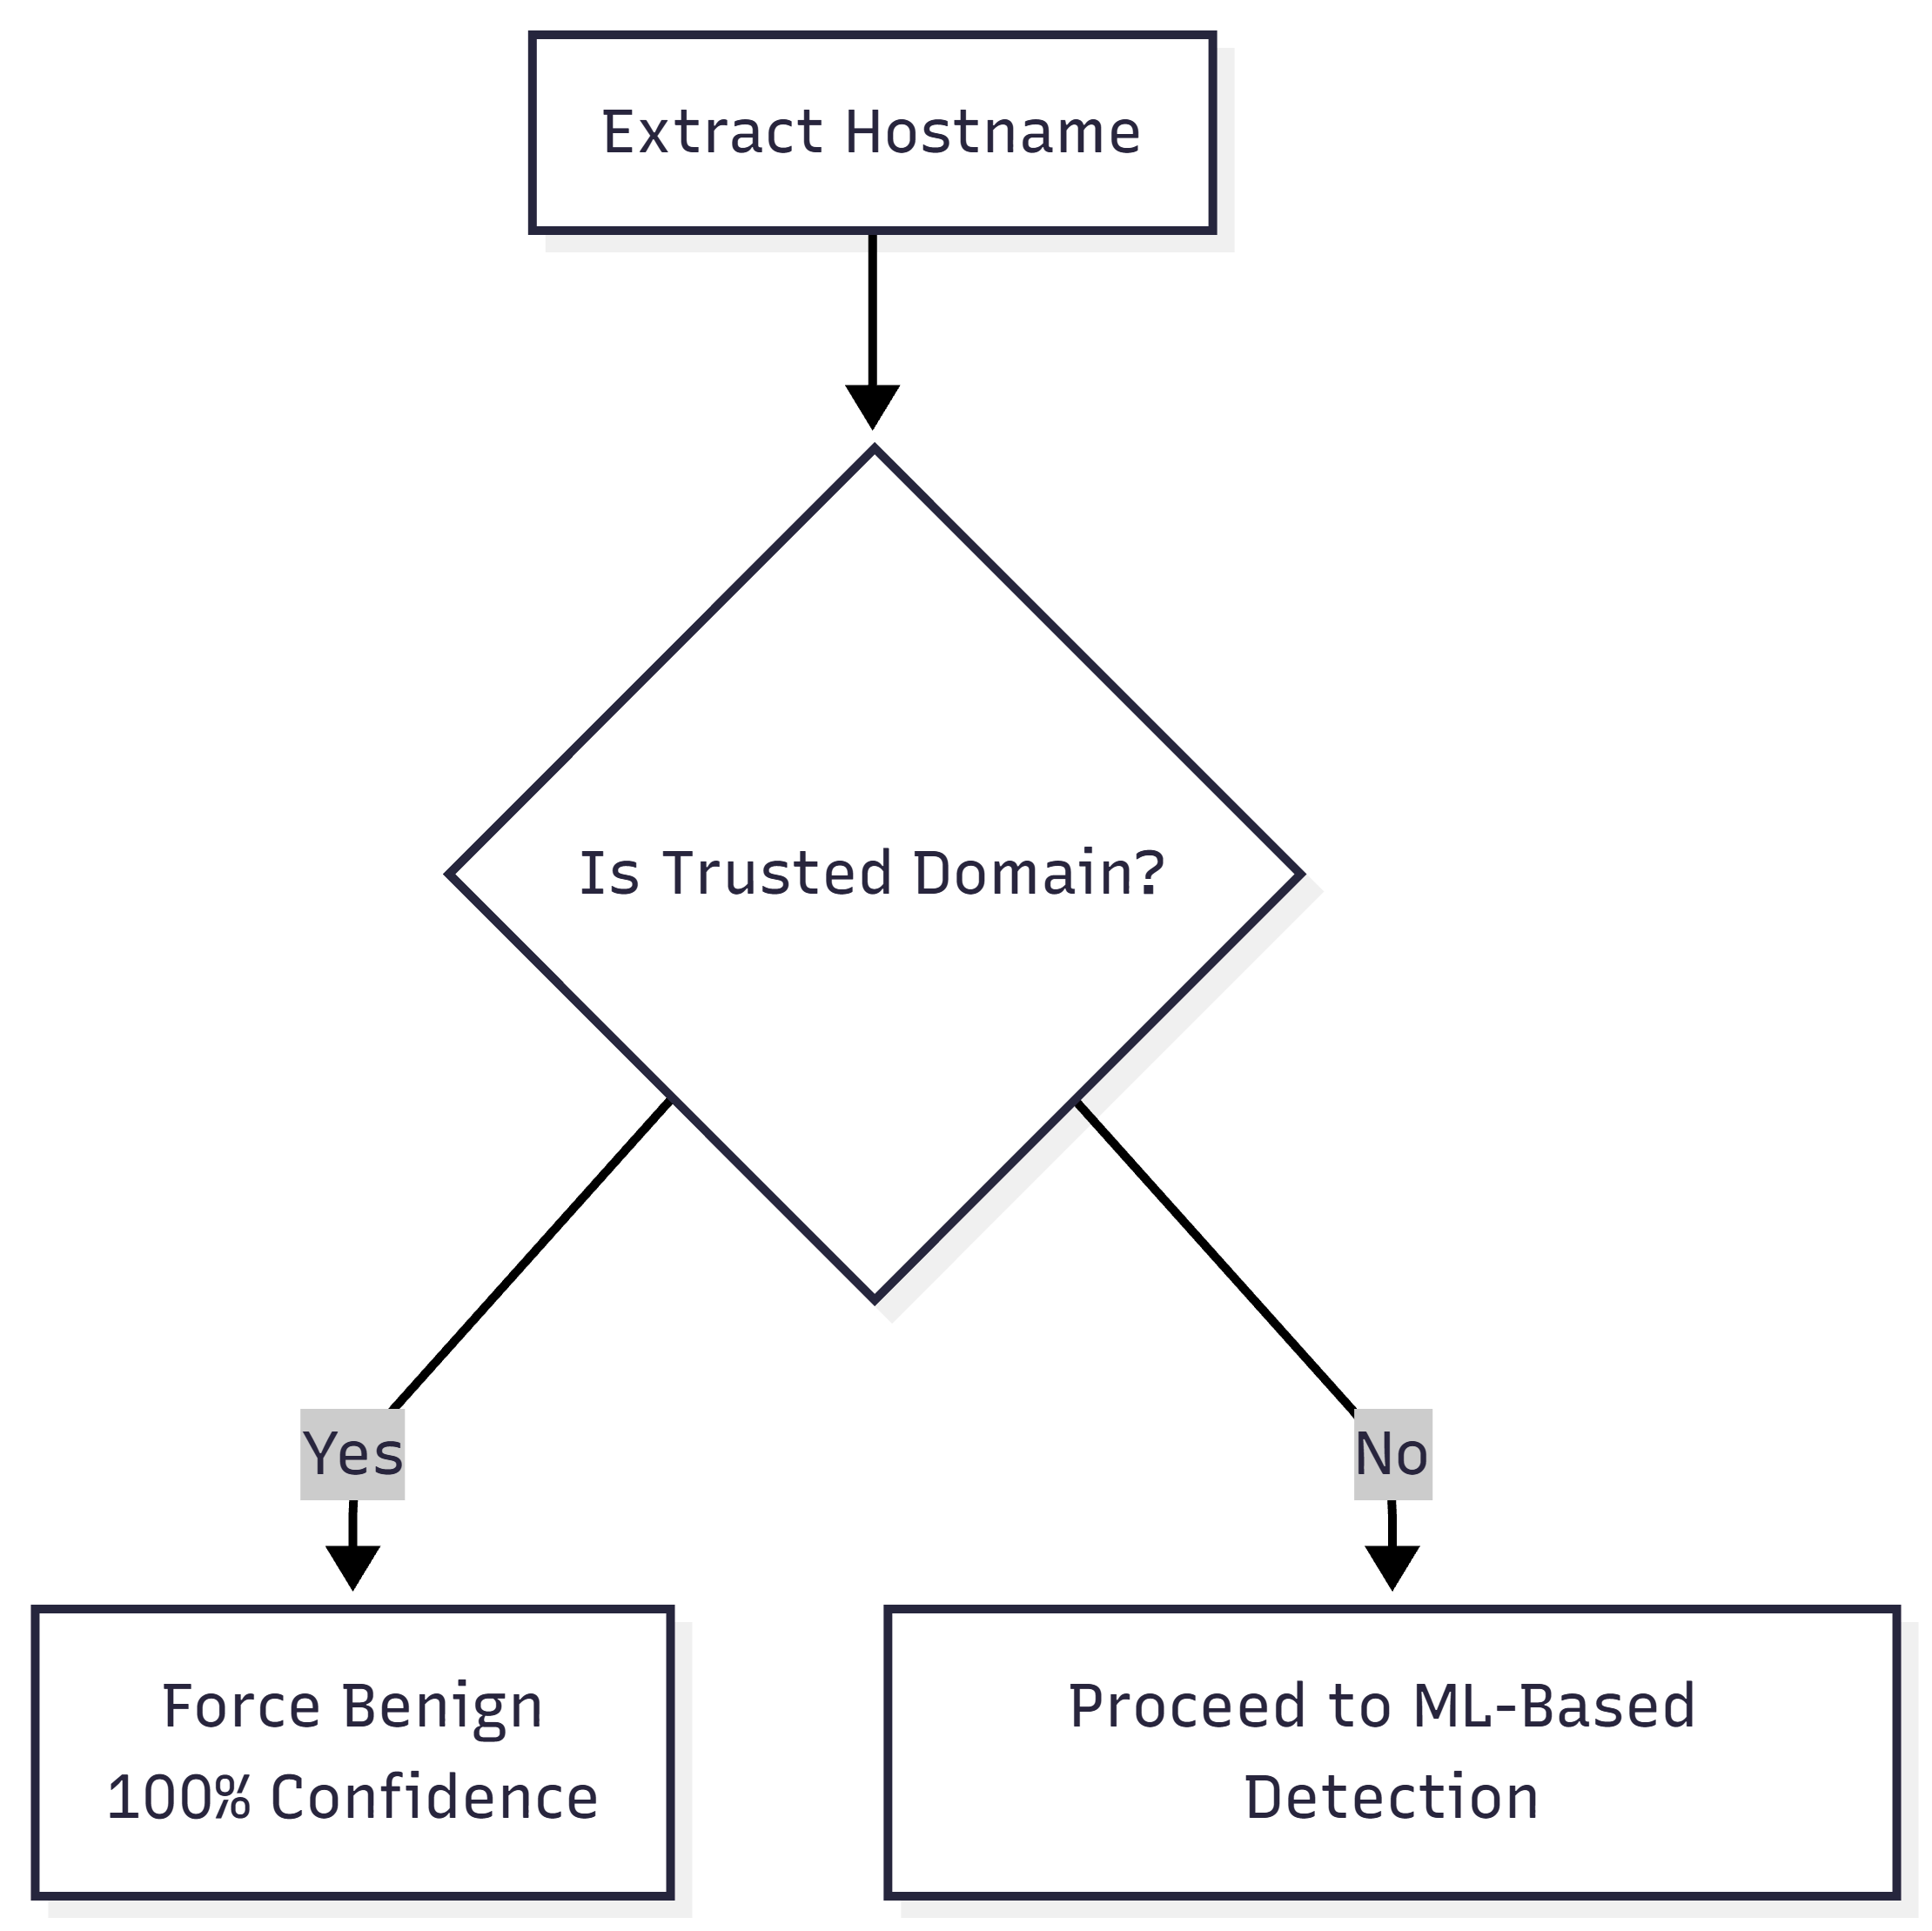 Extract Hostname
Is Trusted Domain?
Yes
No
Force Benign
100% Confidence
Proceed to ML-Based
Detection